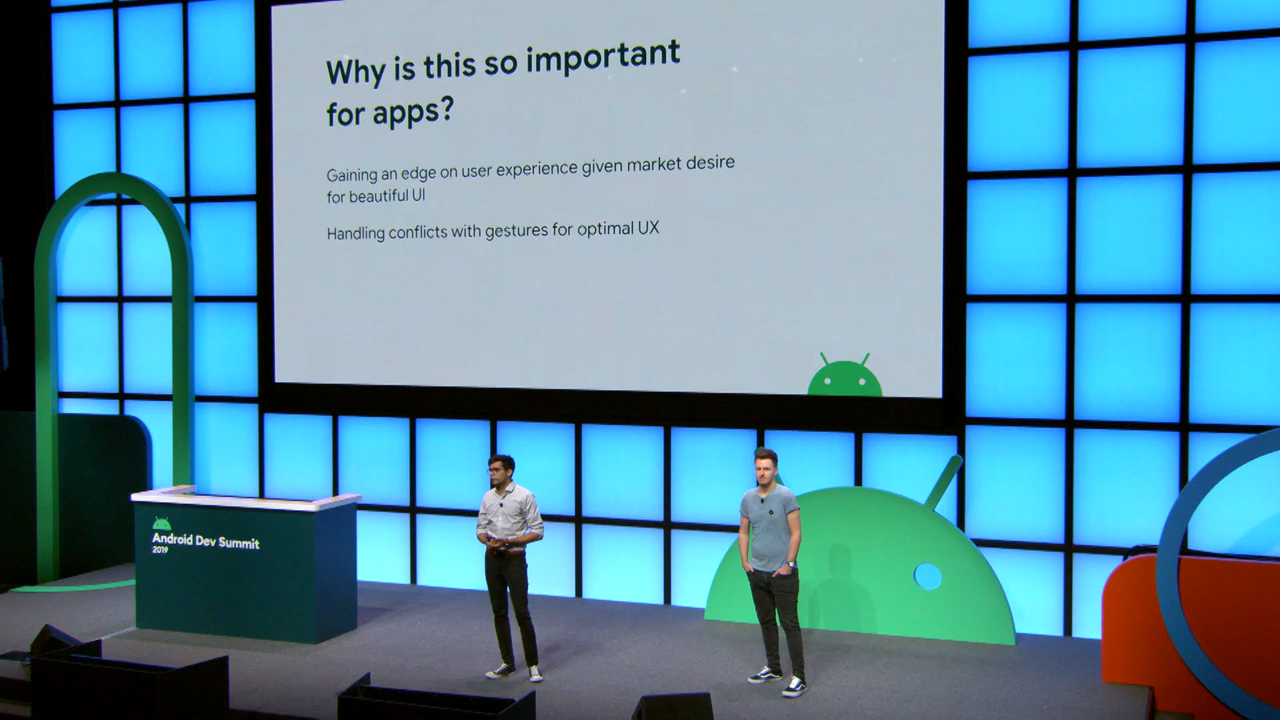 Why is this so important
for apps?
Gaining an edge on user experience given market desire
for beautiful UI
Handling conflicts with gestures for optimal UX
Android Dev Summit
2019